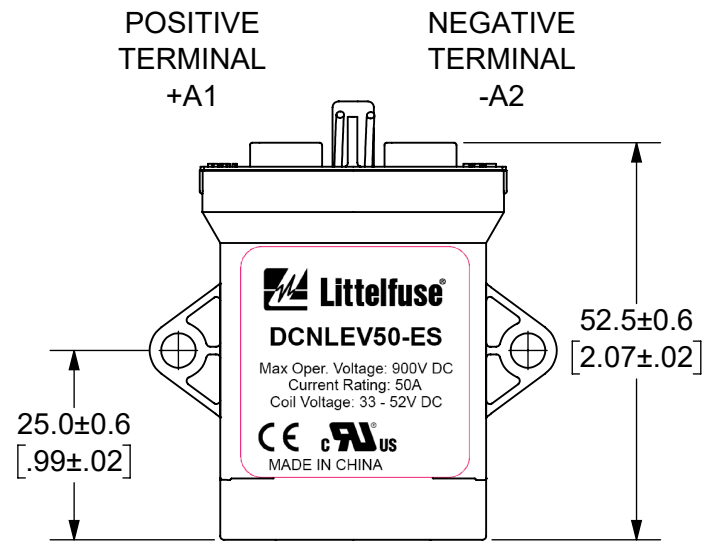 POSITIVE
TERMINAL
+A1
NEGATIVE
TERMINAL
-A2
Littelfuse®
DCNLEV50-ES
Max Oper. Voltage: 900V DC
Current Rating: 50A
Coil Voltage: 33 - 52V DC
CE c RU® US
MADE IN CHINA
52.5±0.6
[2.07±.02]
25.0±0.6
[.99±.02]